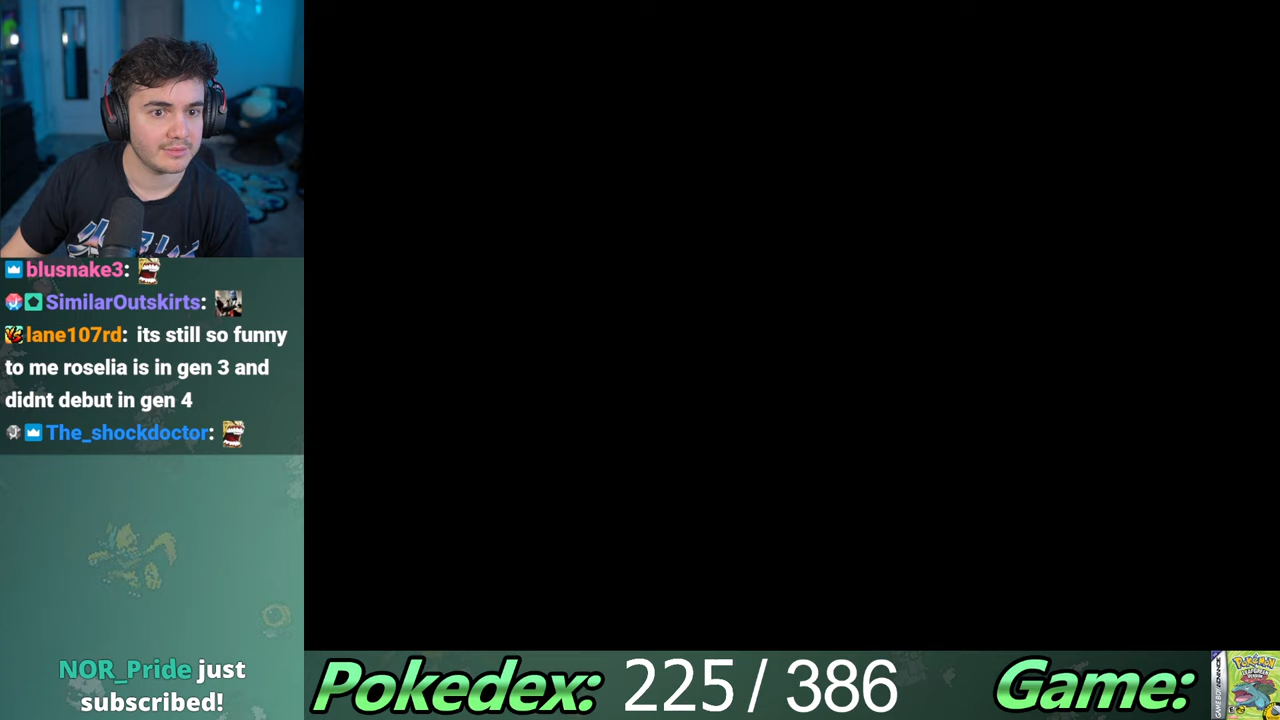 blusnake3:
SimilarOutskirts:
lane107rd: its still so funny
to me roselia is in gen 3 and
didnt debut in gen 4
The_shockdoctor:
NOR_Pride just
subscribed!
Pokedex: 225 / 386
Game:
POKÉMON